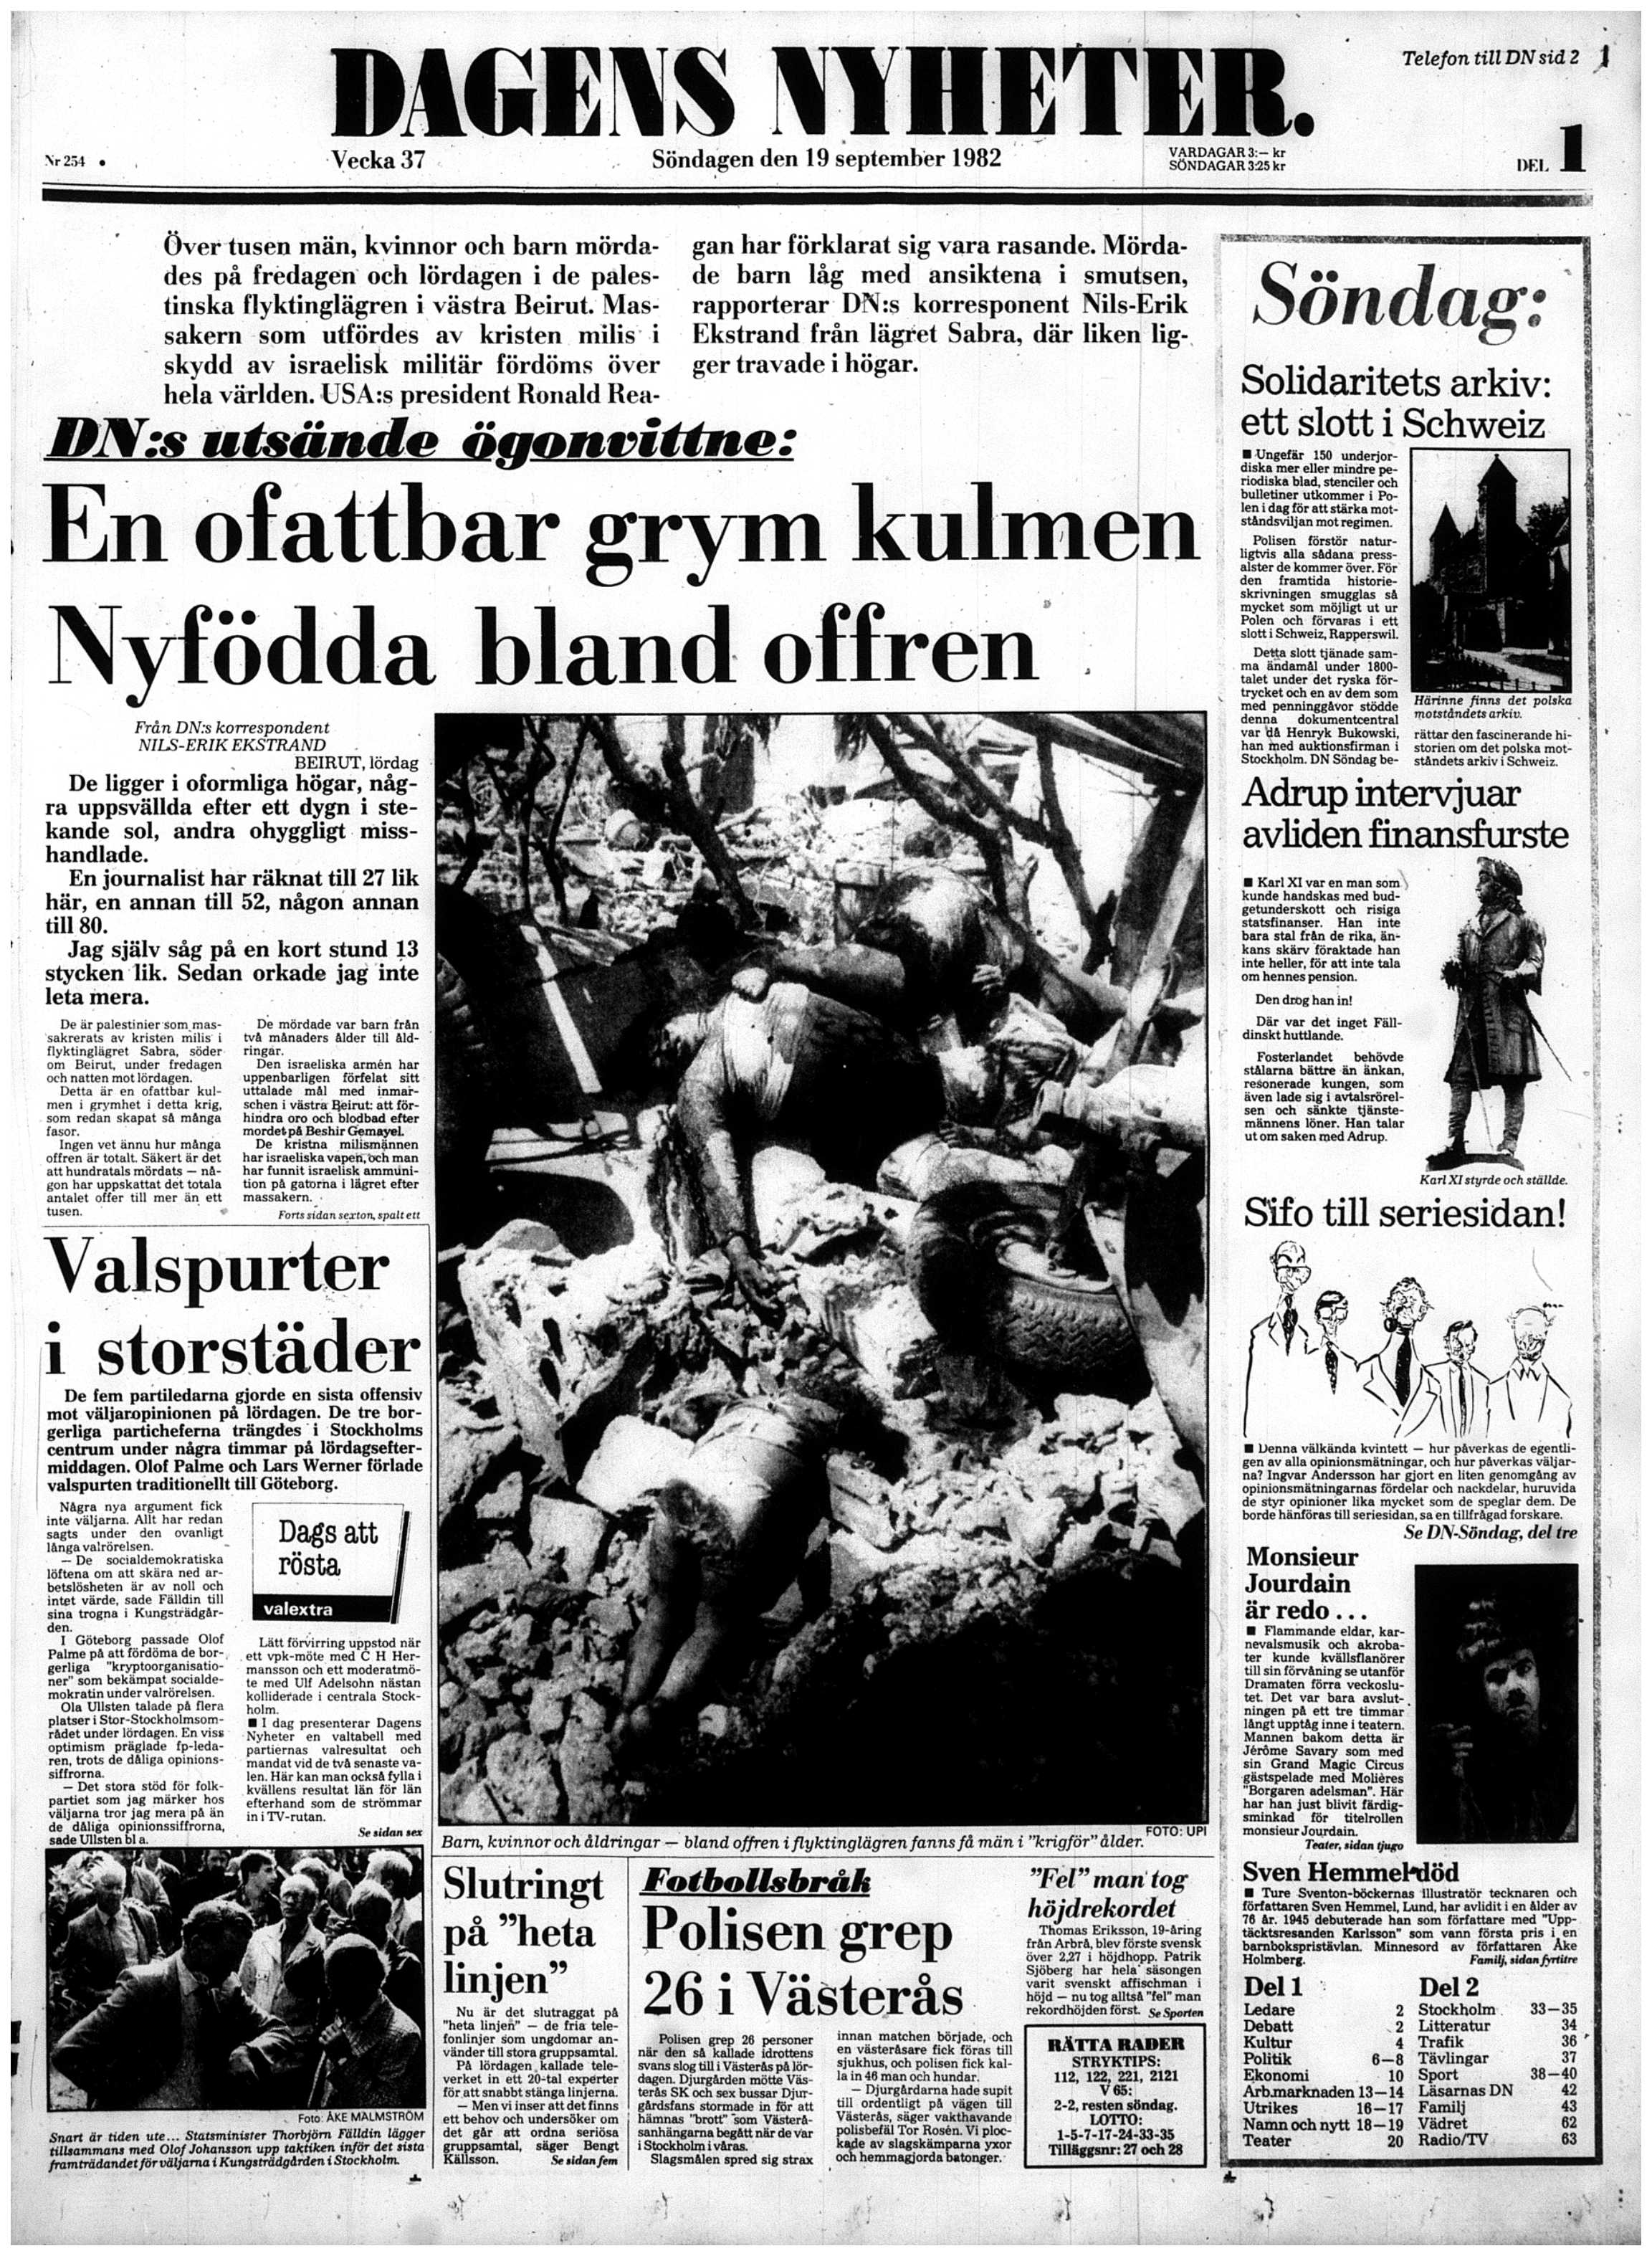 DAGENS NYHETER.
Telefon till DN sid 2
Nr 254
Vecka 37
Söndagen den 19 september 1982
VARDAGAR 3:– kr
SÖNDAGAR 3:25 kr
DEL 1
Över tusen män, kvinnor och barn mörda-
des på fredagen och lördagen i de pales-
tinska flyktinglägren i västra Beirut. Mas-
sakern som utfördes av kristen milis i
skydd av israelisk militär fördöms över
hela världen. USA:s president Ronald Rea-
gan har förklarat sig vara rasande. Mörda-
de barn låg med ansiktena i smutsen,
rapporterar DN:s korresponent Nils-Erik
Ekstrand från lägret Sabra, där liken lig-
ger travade i högar.
DN:s utsände ögonvittne:
En ofattbar grym kulmen
Nyfödda bland offren
Från DN:s korrespondent
NILS-ERIK EKSTRAND
BEIRUT, lördag
De ligger i oformliga högar, någ-
ra uppsvällda efter ett dygn i ste-
kande sol, andra ohyggligt miss-
handlade.
En journalist har räknat till 27 lik
här, en annan till 52, någon annan
till 80.
Jag själv såg på en kort stund 13
stycken lik. Sedan orkade jag inte
leta mera.
De är palestinier som mas-
sakrerats av kristen milis i
flyktinglägret Sabra, söder
om Beirut, under fredagen
och natten mot lördagen.
Detta är en ofattbar kul-
men i grymhet i detta krig,
som redan skapat så många
fasor.
Ingen vet ännu hur många
offren är totalt. Säkert är det
att hundratals mördats — nå-
gon har uppskattat det totala
antalet offer till mer än ett
tusen.
De mördade var barn från
två månaders ålder till åld-
ringar.
Den israeliska armén har
uppenbarligen förfelat sitt
uttalade mål med inmar-
schen i västra Beirut: att för-
hindra oro och blodbad efter
mordet på Beshir Gemayel.
De kristna milismännen
har israeliska vapen, och man
har funnit israelisk ammuni-
tion på gatorna i lägret efter
massakern.
Forts sidan sexton, spalt ett
FOTO: UPI
Barn, kvinnor och åldringar — bland offren i flyktinglägren fanns få män i "krigför" ålder.
Valspurter
i storstäder
De fem partiledarna gjorde en sista offensiv
mot väljaropinionen på lördagen. De tre bor-
gerliga particheferna trängdes i Stockholms
centrum under några timmar på lördagsefter-
middagen. Olof Palme och Lars Werner förlade
valspurten traditionellt till Göteborg.
Några nya argument fick
inte väljarna. Allt har redan
sagts under den ovanligt
långa valrörelsen.
— De socialdemokratiska
löftena om att skära ned ar-
betslösheten är av noll och
intet värde, sade Fälldin till
sina trogna i Kungsträdgår-
den.
I Göteborg passade Olof
Palme på att fördöma de bor-
gerliga "kryptoorganisatio-
ner" som bekämpat socialde-
mokratin under valrörelsen.
Ola Ullsten talade på flera
platser i Stor-Stockholmsom-
rådet under lördagen. En viss
optimism präglade fp-leda-
ren, trots de dåliga opinions-
siffrorna.
— Det stora stöd för folk-
partiet som jag märker hos
väljarna tror jag mera på än
de dåliga opinionssiffrorna,
sade Ullsten bl a.
Dags att
rösta
valextra
Lätt förvirring uppstod när
ett vpk-möte med C H Her-
mansson och ett moderatmö-
te med Ulf Adelsohn nästan
kolliderade i centrala Stock-
holm.
■ I dag presenterar Dagens
Nyheter en valtabell med
partiernas valresultat och
mandat vid de två senaste va-
len. Här kan man också fylla i
kvällens resultat län för län
efterhand som de strömmar
in i TV-rutan.
Se sidan sex
Foto: ÅKE MALMSTRÖM
Snart är tiden ute... Statsminister Thorbjörn Fälldin lägger
tillsammans med Olof Johansson upp taktiken inför det sista
framträdandet för väljarna i Kungsträdgården i Stockholm.
Slutringt
på "heta
linjen"
Nu är det slutraggat på
"heta linjen" — de fria tele-
fonlinjer som ungdomar an-
vänder till stora gruppsamtal.
På lördagen kallade tele-
verket in ett 20-tal experter
för att snabbt stänga linjerna.
— Men vi inser att det finns
ett behov och undersöker om
det går att ordna seriösa
gruppsamtal, säger Bengt
Källsson.
Se sidan fem
Fotbollsbråk
Polisen grep
26 i Västerås
Polisen grep 26 personer
när den så kallade idrottens
svans slog till i Västerås på lör-
dagen. Djurgården mötte Väs-
terås SK och sex bussar Djur-
gårdsfans stormade in för att
hämnas "brott" som Västerå-
sanhängarna begått när de var
i Stockholm i våras.
Slagsmålen spred sig strax
innan matchen började, och
en västeråsare fick föras till
sjukhus, och polisen fick kal-
la in 46 man och hundar.
— Djurgårdarna hade supit
till ordentligt på vägen till
Västerås, säger vakthavande
polisbefäl Tor Rosén. Vi ploc-
kade av slagskämparna yxor
och hemmagjorda batonger.
"Fel" man tog
höjdrekordet
Thomas Eriksson, 19-åring
från Arbrå, blev förste svensk
över 2,27 i höjdhopp. Patrik
Sjöberg har hela säsongen
varit svenskt affischman i
höjd — nu tog alltså "fel" man
rekordhöjden först. Se Sporten
RÄTTA RADER
STRYKTIPS:
112, 122, 221, 2121
V 65:
2-2, resten söndag.
LOTTO:
1-5-7-17-24-33-35
Tilläggsnr: 27 och 28
Söndag:
Solidaritets arkiv:
ett slott i Schweiz
■ Ungefär 150 underjor-
diska mer eller mindre pe-
riodiska blad, stenciler och
bulletiner utkommer i Po-
len i dag för att stärka mot-
ståndsviljan mot regimen.
Polisen förstör natur-
ligtvis alla sådana press-
alster de kommer över. För
den framtida historie-
skrivningen smugglas så
mycket som möjligt ut ur
Polen och förvaras i ett
slott i Schweiz, Rapperswil.
Detta slott tjänade sam-
ma ändamål under 1800-
talet under det ryska för-
trycket och en av dem som
med penninggåvor stödde
denna dokumentcentral
var då Henryk Bukowski,
han med auktionsfirman i
Stockholm. DN Söndag be-
Härinne finns det polska
motståndets arkiv.
rättar den fascinerande hi-
storien om det polska mot-
ståndets arkiv i Schweiz.
Adrup intervjuar
avliden finansfurste
■ Karl XI var en man som
kunde handskas med bud-
getunderskott och risiga
statsfinanser. Han inte
bara stal från de rika, än-
kans skärv föraktade han
inte heller, för att inte tala
om hennes pension.
Den drog han in!
Där var det inget Fäll-
dinskt huttlande.
Fosterlandet behövde
stålarna bättre än änkan,
resonerade kungen, som
även lade sig i avtalsrörel-
sen och sänkte tjänste-
männens löner. Han talar
ut om saken med Adrup.
Karl XI styrde och ställde.
Sifo till seriesidan!
■ Denna välkända kvintett — hur påverkas de egentli-
gen av alla opinionsmätningar, och hur påverkas väljar-
na? Ingvar Andersson har gjort en liten genomgång av
opinionsmätningarnas fördelar och nackdelar, huruvida
de styr opinioner lika mycket som de speglar dem. De
borde hänföras till seriesidan, sa en tillfrågad forskare.
Se DN-Söndag, del tre
Monsieur
Jourdain
är redo...
■ Flammande eldar, kar-
nevalsmusik och akroba-
ter kunde kvällsflanörer
till sin förvåning se utanför
Dramaten förra veckoslu-
tet. Det var bara avslut-
ningen på ett tre timmar
långt upptåg inne i teatern.
Mannen bakom detta är
Jérôme Savary som med
sin Grand Magic Circus
gästspelade med Molières
"Borgaren adelsman". Här
har han just blivit färdig-
sminkad för titelrollen
monsieur Jourdain.
Teater, sidan tjugo
Sven Hemmel död
■ Ture Sventon-böckernas illustratör tecknaren och
författaren Sven Hemmel, Lund, har avlidit i en ålder av
76 år. 1945 debuterade han som författare med "Upp-
täcktsresanden Karlsson" som vann första pris i en
barnbokspristävlan. Minnesord av författaren Åke
Holmberg. Familj, sidan fyrtitre
Del 1
Ledare 2
Debatt 2
Kultur 4
Politik 6—8
Ekonomi 10
Arb.marknaden 13—14
Utrikes 16—17
Namn och nytt 18—19
Teater 20
Del 2
Stockholm 33—35
Litteratur 34
Trafik 36
Tävlingar 37
Sport 38—40
Läsarnas DN 42
Familj 43
Vädret 62
Radio/TV 63